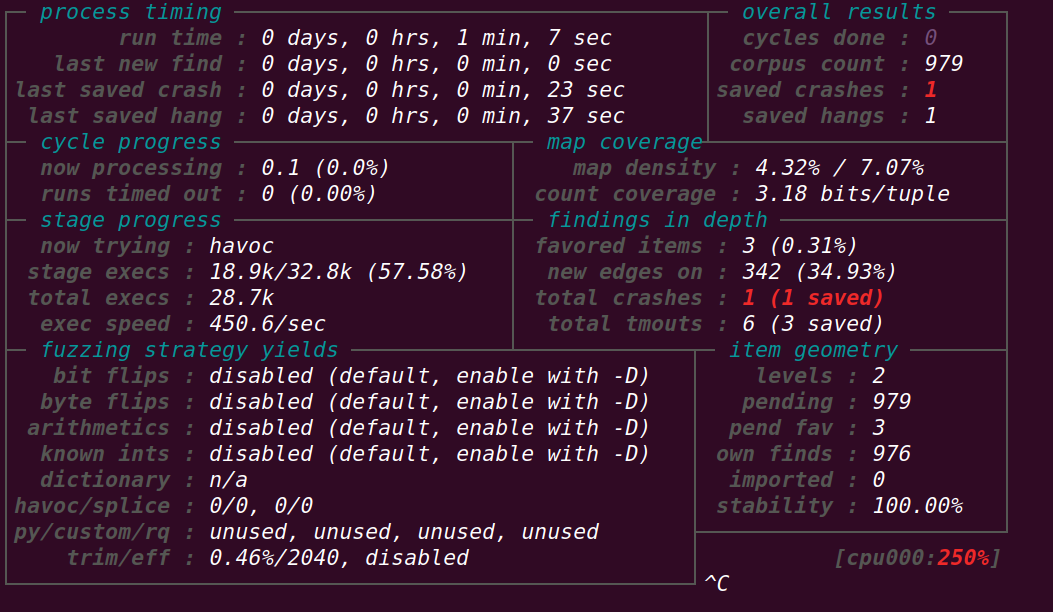 process timing overall results
run time : 0 days, 0 hrs, 1 min, 7 sec cycles done : 0
last new find : 0 days, 0 hrs, 0 min, 0 sec corpus count : 979
last saved crash : 0 days, 0 hrs, 0 min, 23 sec saved crashes : 1
last saved hang : 0 days, 0 hrs, 0 min, 37 sec saved hangs : 1
cycle progress map coverage
now processing : 0.1 (0.0%) map density : 4.32% / 7.07%
runs timed out : 0 (0.00%) count coverage : 3.18 bits/tuple
stage progress findings in depth
now trying : havoc favored items : 3 (0.31%)
stage execs : 18.9k/32.8k (57.58%) new edges on : 342 (34.93%)
total execs : 28.7k total crashes : 1 (1 saved)
exec speed : 450.6/sec total tmouts : 6 (3 saved)
fuzzing strategy yields item geometry
bit flips : disabled (default, enable with -D) levels : 2
byte flips : disabled (default, enable with -D) pending : 979
arithmetics : disabled (default, enable with -D) pend fav : 3
known ints : disabled (default, enable with -D) own finds : 976
dictionary : n/a imported : 0
havoc/splice : 0/0, 0/0 stability : 100.00%
py/custom/rq : unused, unused, unused, unused
trim/eff : 0.46%/2040, disabled [cpu000:250%]
^C